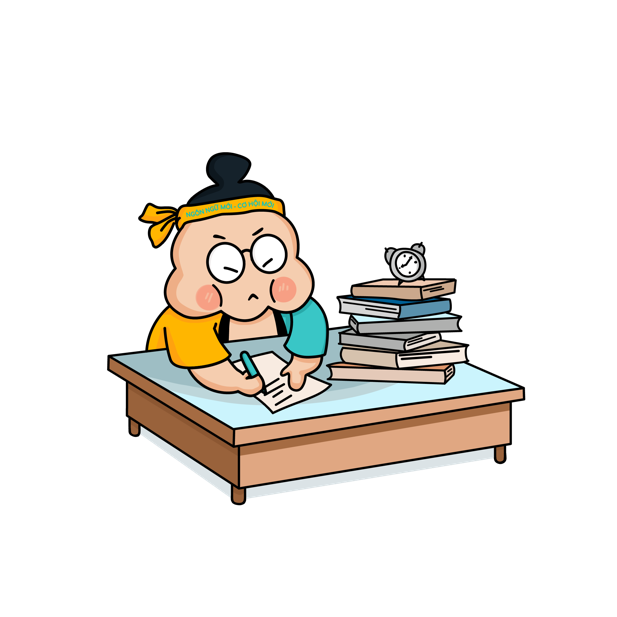 NGÔN NGỮ MỚI - CƠ HỘI MỚI